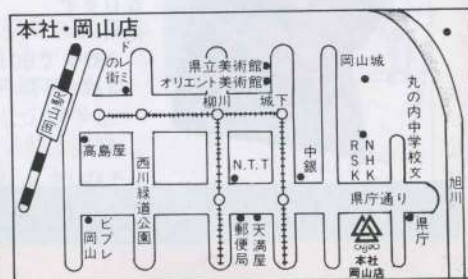 本社・岡山店
ドレミの街
県立美術館
オリエント美術館
岡山城
丸の内中学校
文
柳川
城下
岡山駅
高島屋
西川緑道公園
N.T.T
中銀
RSK
NHK
旭川
県庁通り
ビブレ
岡山
郵便局
天満屋
本社
岡山店
県庁